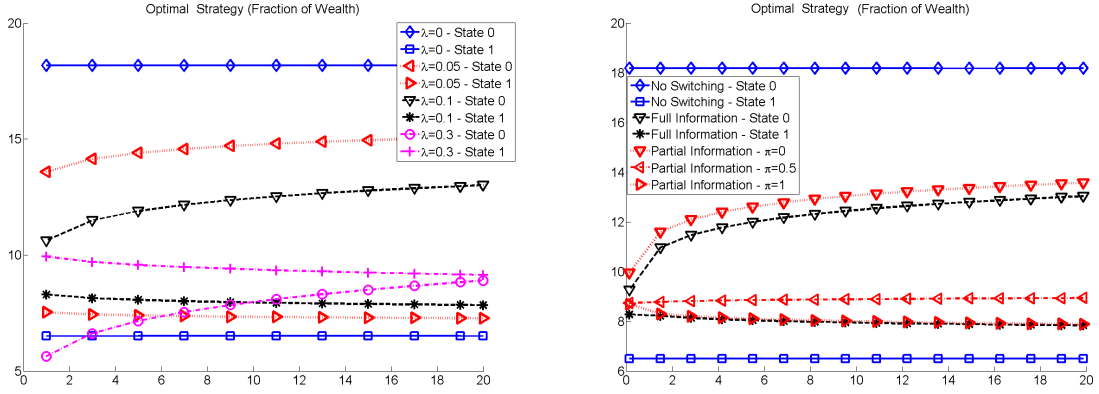 Optimal Strategy (Fraction of Wealth)
20
15
10
5
0 2 4 6 8 10 12 14 16 18 20
λ=0 - State 0
λ=0 - State 1
λ=0.05 - State 0
λ=0.05 - State 1
λ=0.1 - State 0
λ=0.1 - State 1
λ=0.3 - State 0
λ=0.3 - State 1
Optimal Strategy (Fraction of Wealth)
20
18
16
14
12
10
8
6
0 2 4 6 8 10 12 14 16 18 20
No Switching - State 0
No Switching - State 1
Full Information - State 0
Full Information - State 1
Partial Information - π=0
Partial Information - π=0.5
Partial Information - π=1